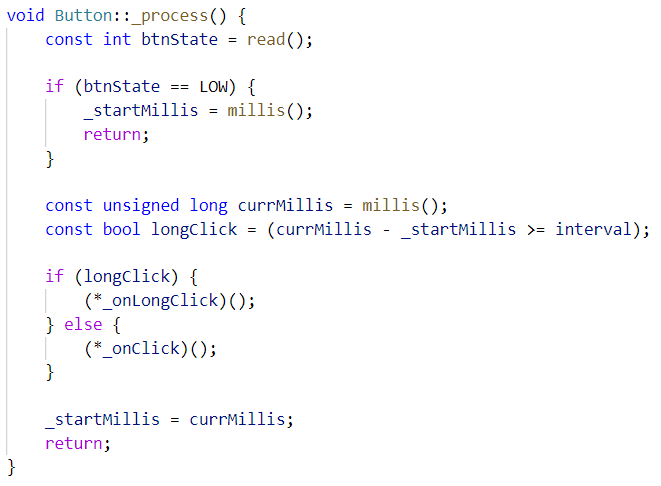 void Button::_process() {
    const int btnState = read();

    if (btnState == LOW) {
        _startMillis = millis();
        return;
    }

    const unsigned long currMillis = millis();
    const bool longClick = (currMillis - _startMillis >= interval);

    if (longClick) {
        (*_onLongClick)();
    } else {
        (*_onClick)();
    }

    _startMillis = currMillis;
    return;
}